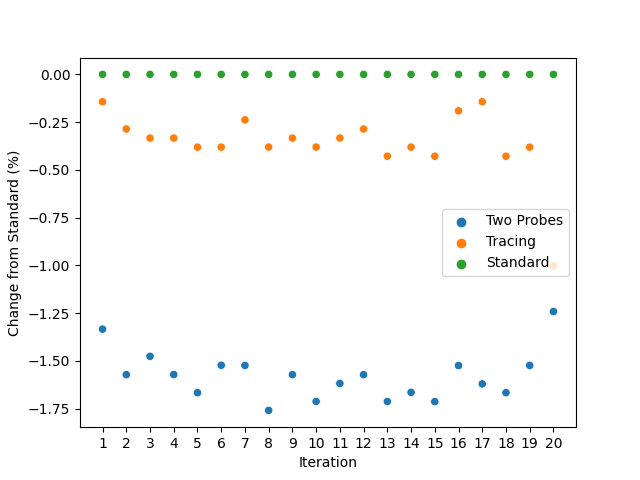 0.00
−0.25
−0.50
−0.75
−1.00
−1.25
−1.50
−1.75
Change from Standard (%)
Two Probes
Tracing
Standard
1 2 3 4 5 6 7 8 9 10 11 12 13 14 15 16 17 18 19 20
Iteration